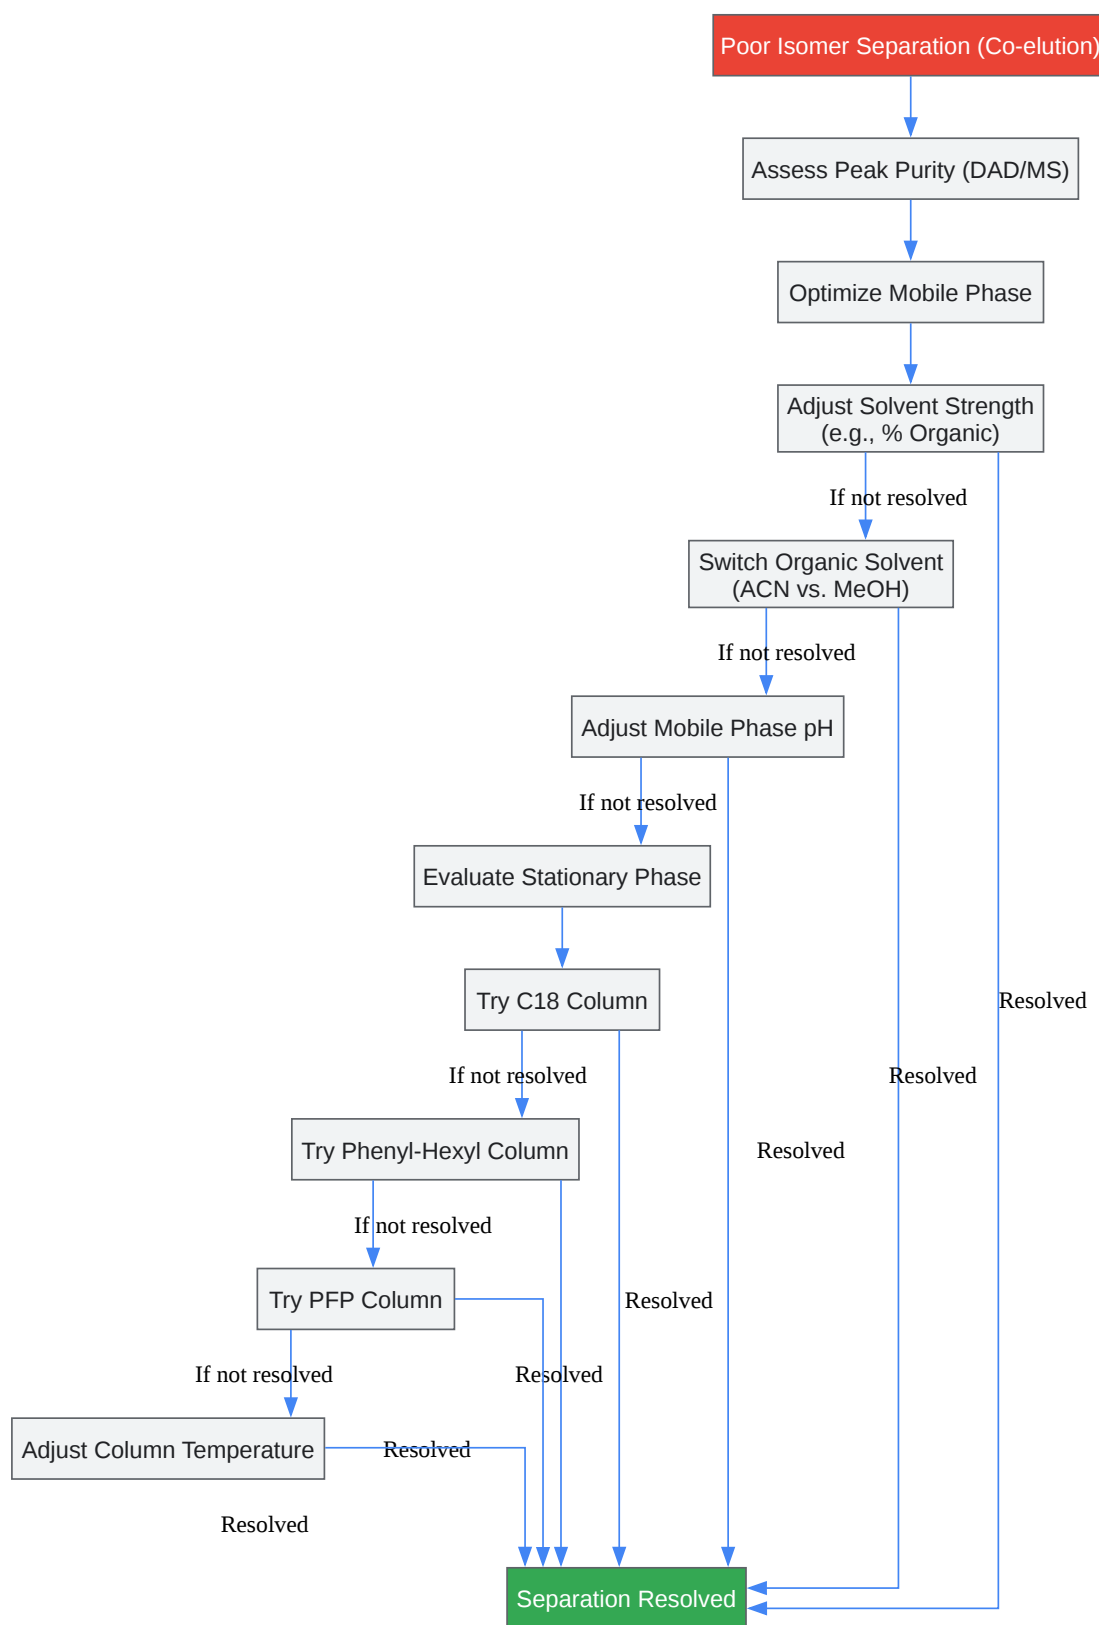 Poor Isomer Separation (Co-elution)
Assess Peak Purity (DAD/MS)
Optimize Mobile Phase
Adjust Solvent Strength
(e.g., % Organic)
If not resolved
Switch Organic Solvent
(ACN vs. MeOH)
If not resolved
Adjust Mobile Phase pH
If not resolved
Evaluate Stationary Phase
Try C18 Column
Resolved
If not resolved
Resolved
Try Phenyl-Hexyl Column
Resolved
If not resolved
Try PFP Column
Resolved
If not resolved
Resolved
Adjust Column Temperature
Resolved
Resolved
Separation Resolved